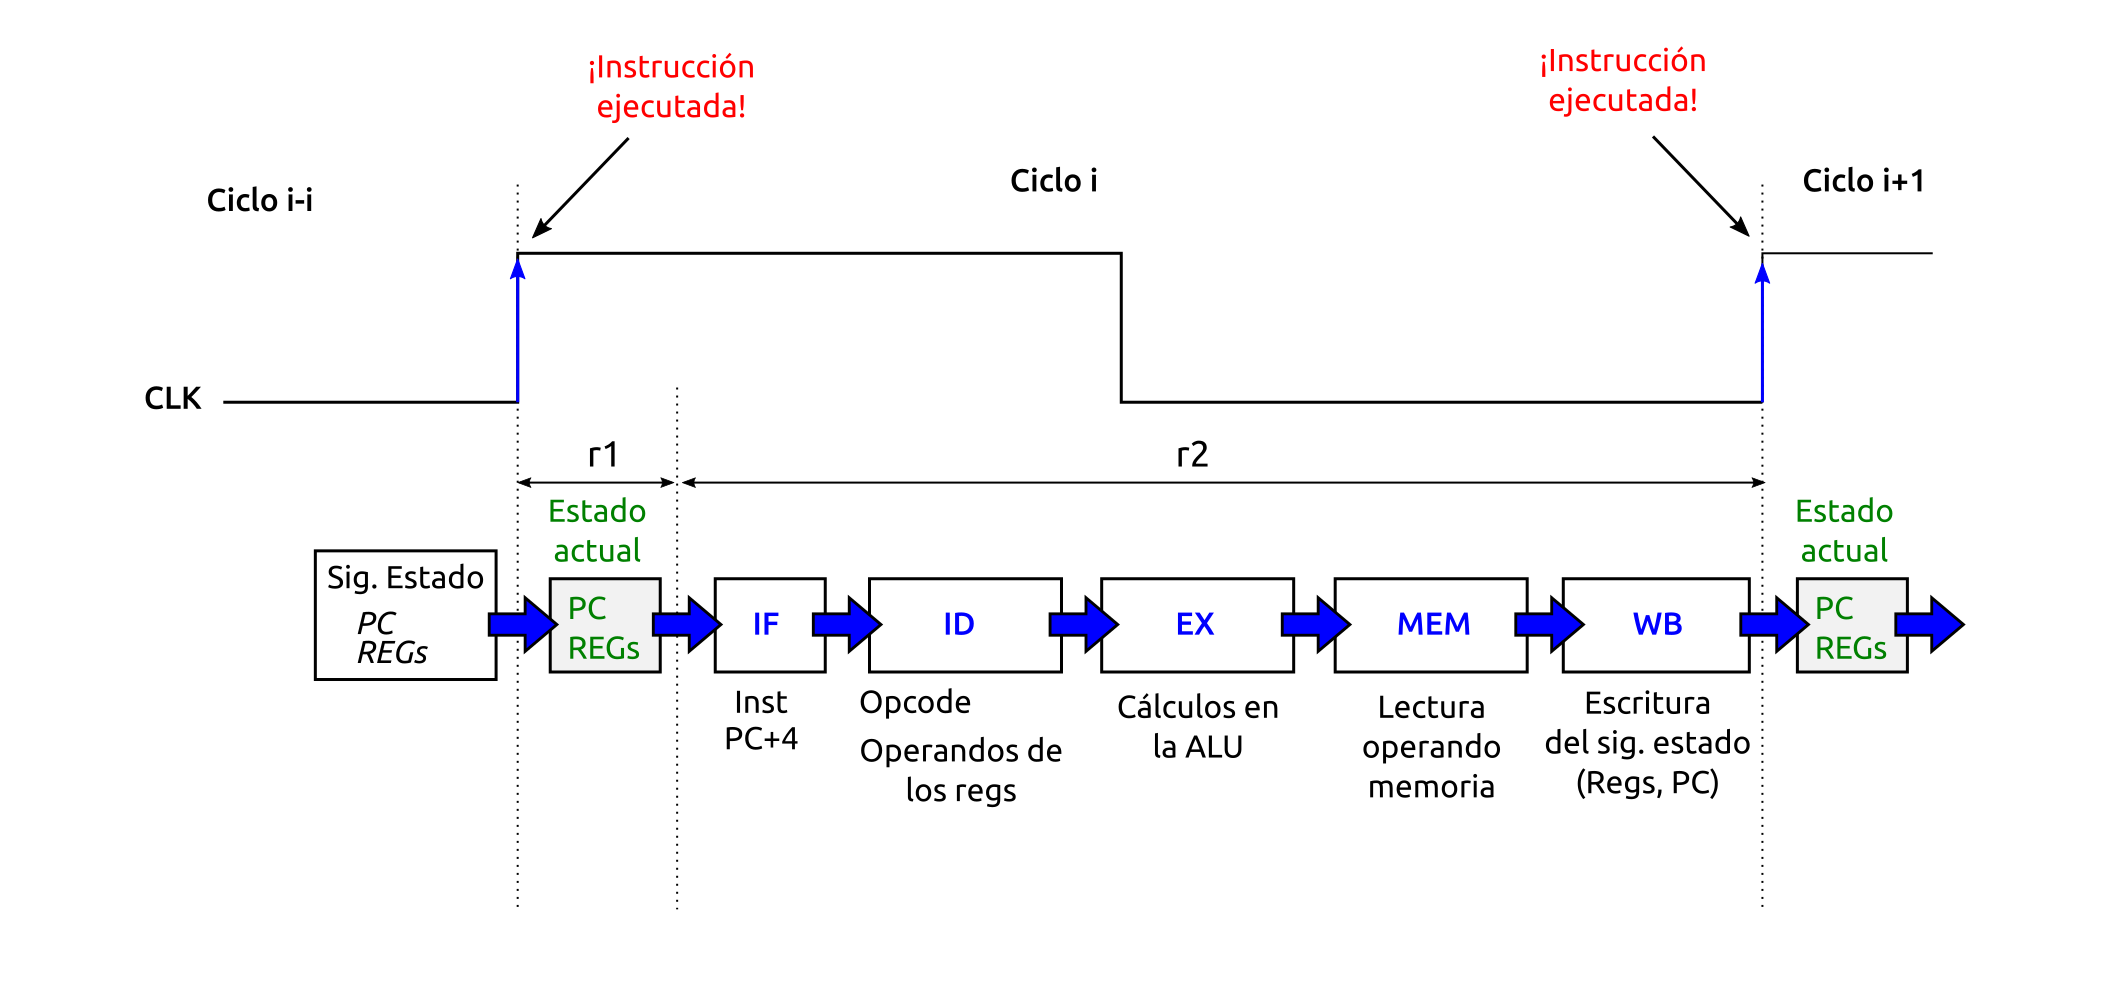 ¡Instrucción
ejecutada!
¡Instrucción
ejecutada!
Ciclo i-i
Ciclo i
Ciclo i+1
CLK
r1
r2
Estado
actual
Estado
actual
Sig. Estado
PC
REGs
PC
REGs
IF
ID
EX
MEM
WB
PC
REGs
Inst
PC+4
Opcode
Operandos de
los regs
Cálculos en
la ALU
Lectura
operando
memoria
Escritura
del sig. estado
(Regs, PC)